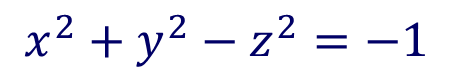 x² + y² − z² = −1